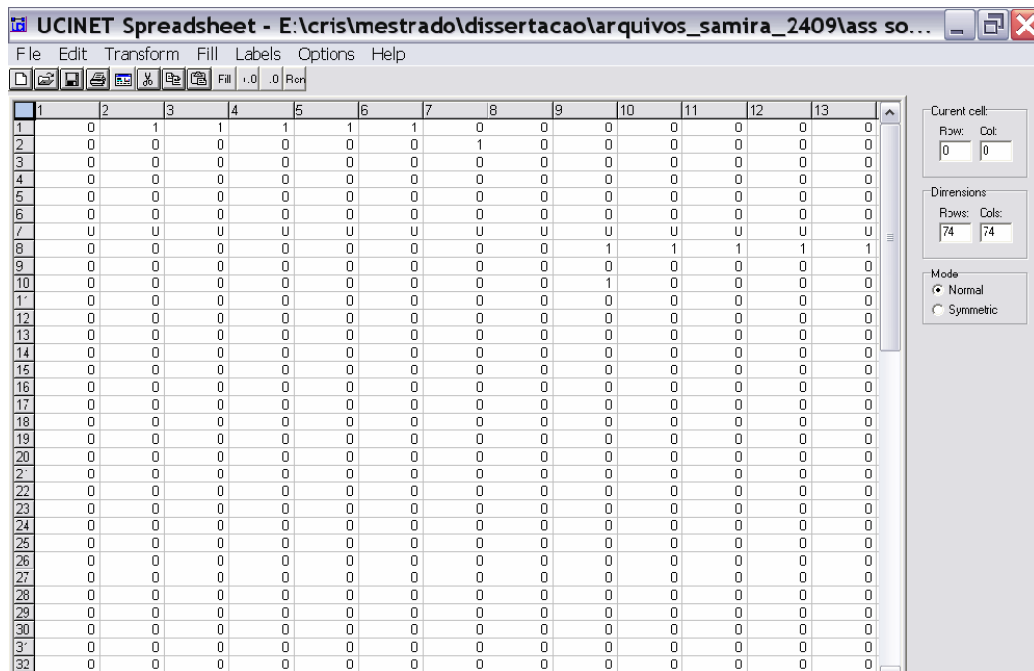 UCINET Spreadsheet - E:\cris\mestrado\dissertacao\arquivos_samira_2409\ass so...
File Edit Transform Fill Labels Options Help
Fill .0 .0 Ren
1 2 3 4 5 6 7 8 9 10 11 12 13
1 0 1 1 1 1 1 0 0 0 0 0 0 0
2 0 0 0 0 0 0 1 0 0 0 0 0 0
3 0 0 0 0 0 0 0 0 0 0 0 0 0
4 0 0 0 0 0 0 0 0 0 0 0 0 0
5 0 0 0 0 0 0 0 0 0 0 0 0 0
6 0 0 0 0 0 0 0 0 0 0 0 0 0
7 0 0 0 0 0 0 0 0 0 0 0 0 0
8 0 0 0 0 0 0 0 0 1 1 1 1 1
9 0 0 0 0 0 0 0 0 0 0 0 0 0
10 0 0 0 0 0 0 0 0 1 0 0 0 0
11 0 0 0 0 0 0 0 0 0 0 0 0 0
12 0 0 0 0 0 0 0 0 0 0 0 0 0
13 0 0 0 0 0 0 0 0 0 0 0 0 0
14 0 0 0 0 0 0 0 0 0 0 0 0 0
15 0 0 0 0 0 0 0 0 0 0 0 0 0
16 0 0 0 0 0 0 0 0 0 0 0 0 0
17 0 0 0 0 0 0 0 0 0 0 0 0 0
18 0 0 0 0 0 0 0 0 0 0 0 0 0
19 0 0 0 0 0 0 0 0 0 0 0 0 0
20 0 0 0 0 0 0 0 0 0 0 0 0 0
21 0 0 0 0 0 0 0 0 0 0 0 0 0
22 0 0 0 0 0 0 0 0 0 0 0 0 0
23 0 0 0 0 0 0 0 0 0 0 0 0 0
24 0 0 0 0 0 0 0 0 0 0 0 0 0
25 0 0 0 0 0 0 0 0 0 0 0 0 0
26 0 0 0 0 0 0 0 0 0 0 0 0 0
27 0 0 0 0 0 0 0 0 0 0 0 0 0
28 0 0 0 0 0 0 0 0 0 0 0 0 0
29 0 0 0 0 0 0 0 0 0 0 0 0 0
30 0 0 0 0 0 0 0 0 0 0 0 0 0
31 0 0 0 0 0 0 0 0 0 0 0 0 0
32 0 0 0 0 0 0 0 0 0 0 0 0 0
Curent cell:
Row: Col:
0 0
Dimensions
Rows: Cols:
74 74
Mode
Normal
Symmetric